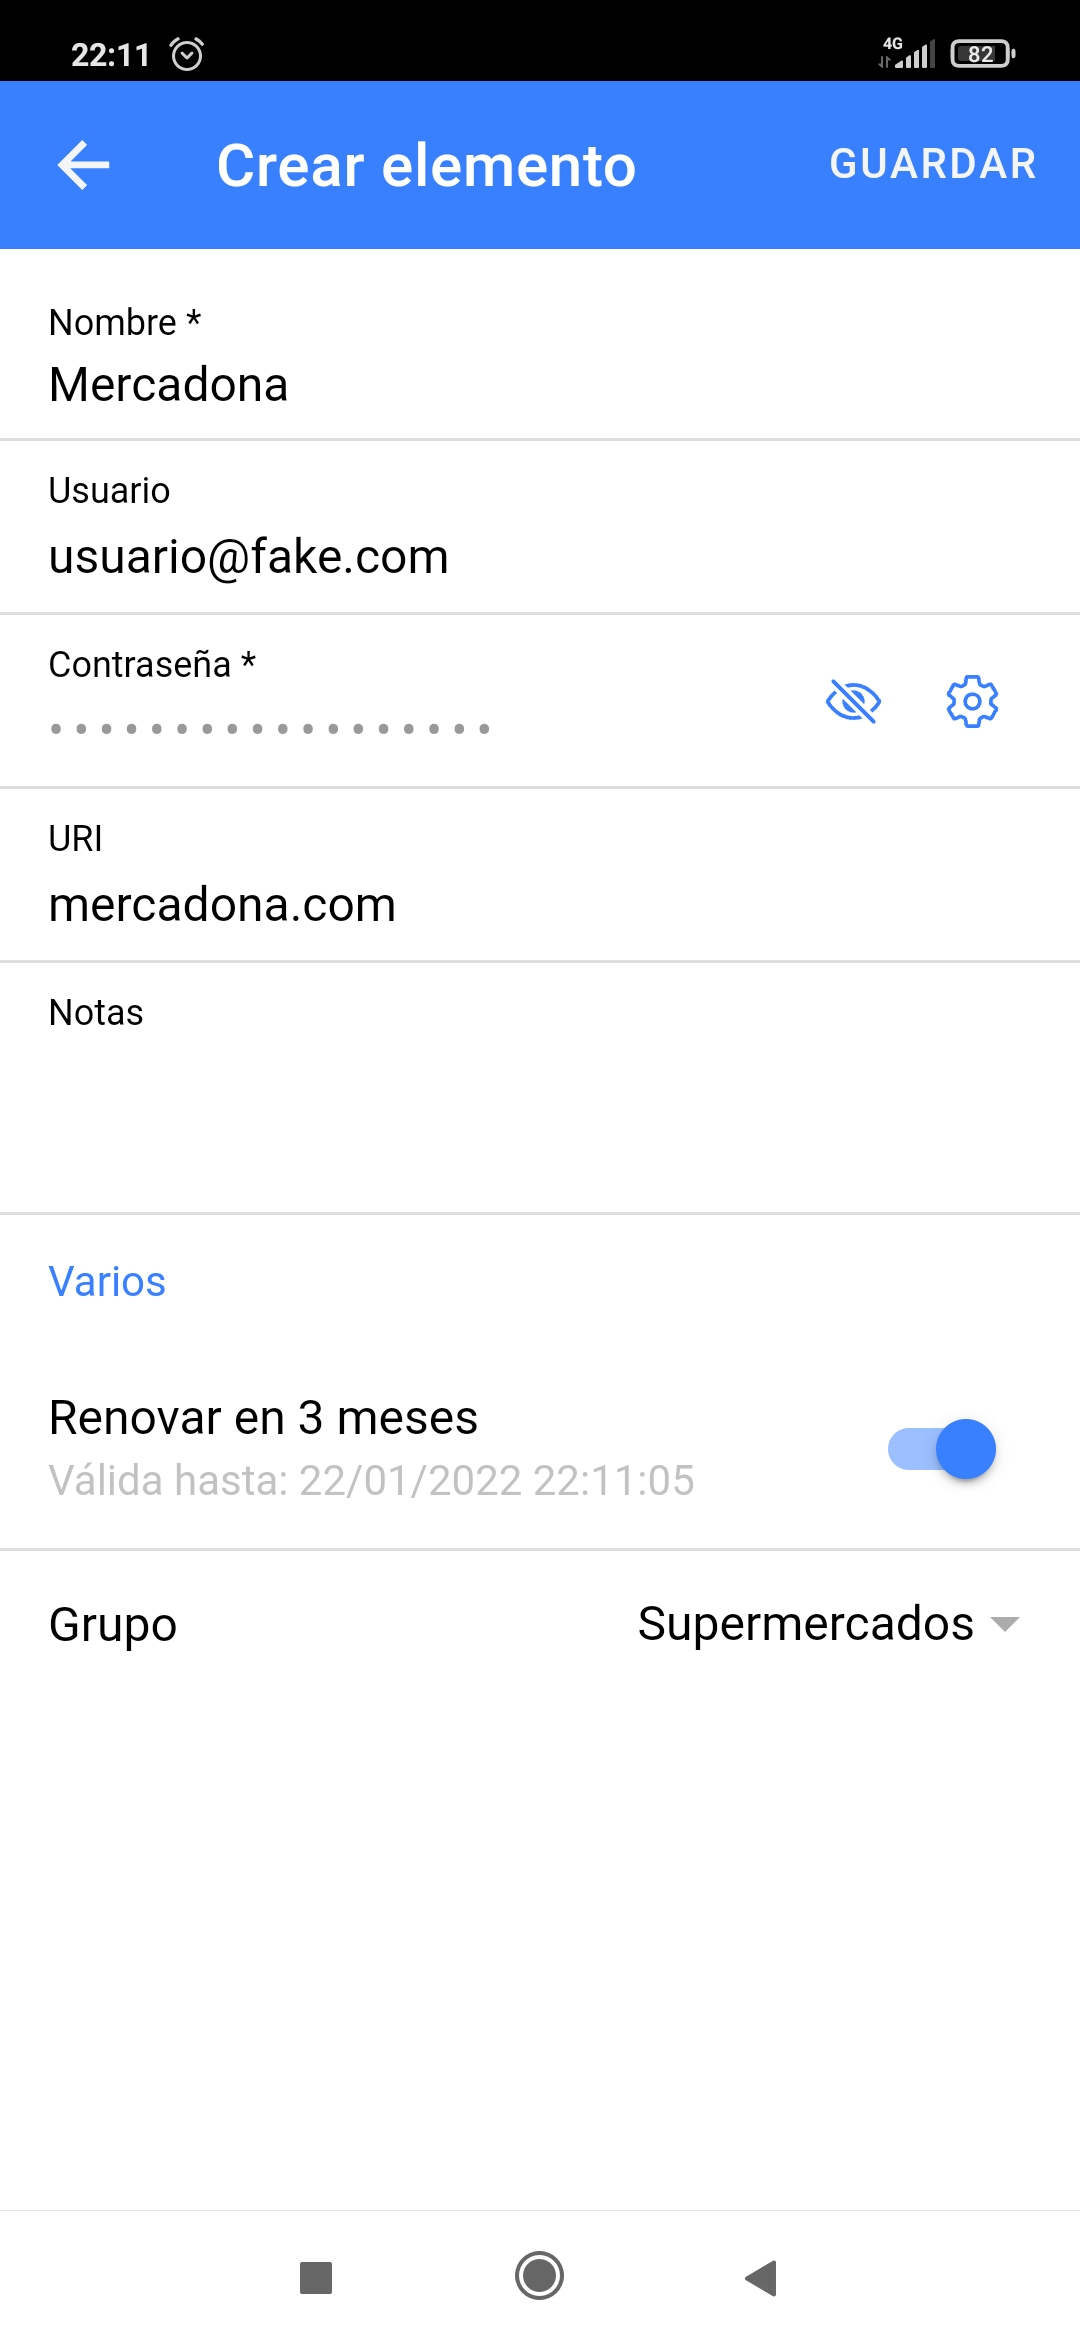 22:11
4G
82
Crear elemento
GUARDAR
Nombre *
Mercadona
Usuario
usuario@fake.com
Contraseña *
••••••••••••••••••
URI
mercadona.com
Notas
Varios
Renovar en 3 meses
Válida hasta: 22/01/2022 22:11:05
Grupo
Supermercados